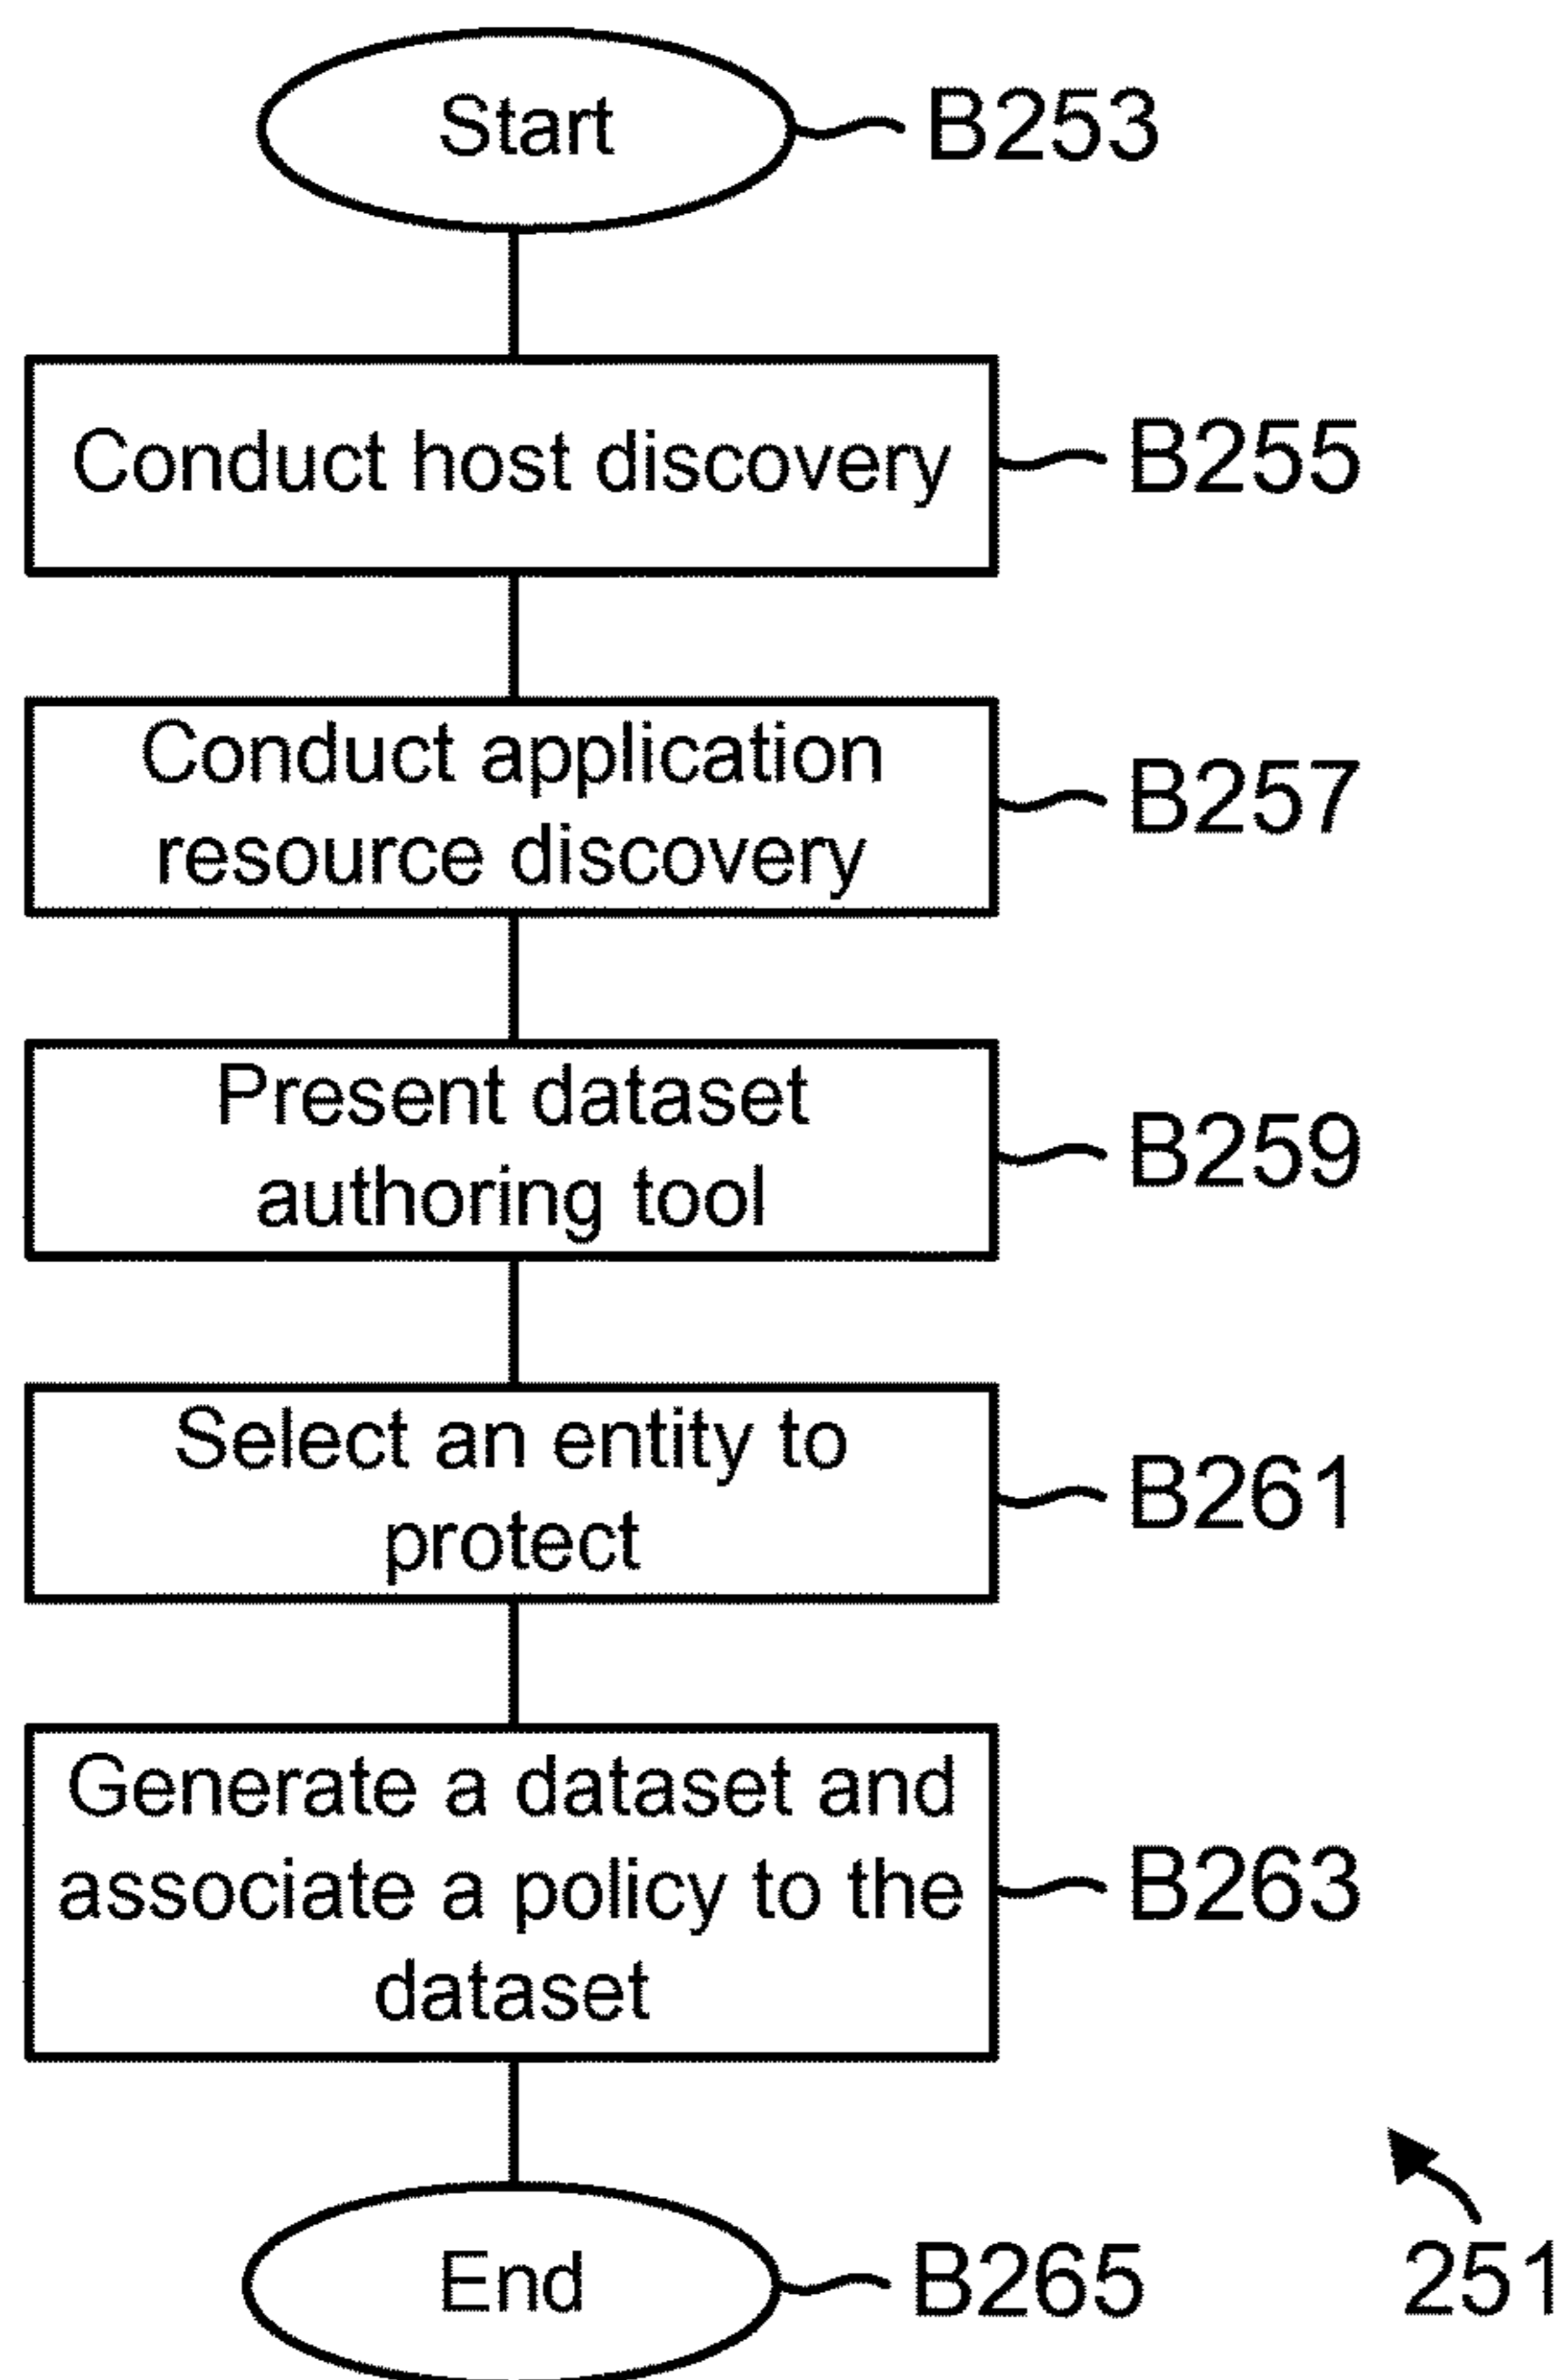 Start
B253
Conduct host discovery
B255
Conduct application
resource discovery
B257
Present dataset
authoring tool
B259
Select an entity to
protect
B261
Generate a dataset and
associate a policy to the
dataset
B263
End
B265
251